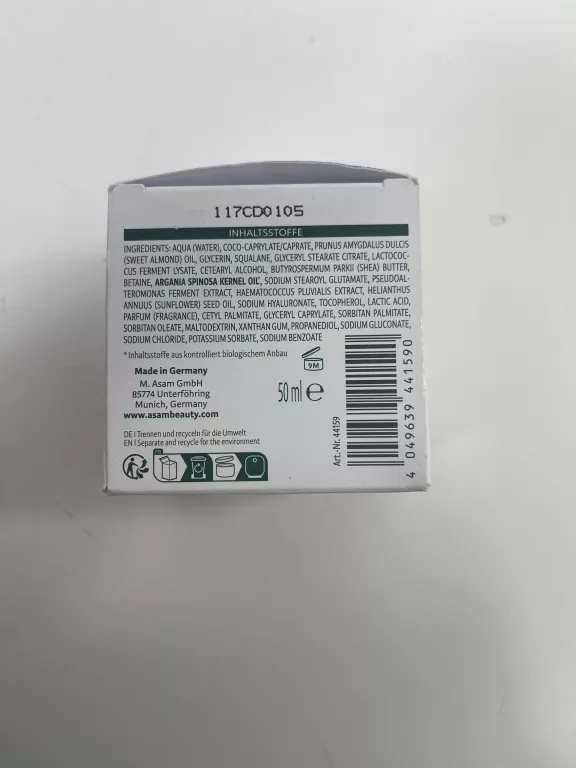 117CD0105
INHALTSSTOFFE
INGREDIENTS: AQUA (WATER), COCO-CAPRYLATE/CAPRATE, PRUNUS AMYGDALUS DULCIS
(SWEET ALMOND) OIL, GLYCERIN, SQUALANE, GLYCERYL STEARATE CITRATE, LACTOCOC-
CUS FERMENT LYSATE, CETEARYL ALCOHOL, BUTYROSPERMUM PARKII (SHEA) BUTTER,
BETAINE, ARGANIA SPINOSA KERNEL OIL*, SODIUM STEAROYL GLUTAMATE, PSEUDOAL-
TEROMONAS FERMENT EXTRACT, HAEMATOCOCCUS PLUVIALIS EXTRACT, HELIANTHUS
ANNUUS (SUNFLOWER) SEED OIL, SODIUM HYALURONATE, TOCOPHEROL, LACTIC ACID,
PARFUM (FRAGRANCE), CETYL PALMITATE, GLYCERYL CAPRYLATE, SORBITAN PALMITATE,
SORBITAN OLEATE, MALTODEXTRIN, XANTHAN GUM, PROPANEDIOL, SODIUM GLUCONATE,
SODIUM CHLORIDE, POTASSIUM SORBATE, SODIUM BENZOATE
* Inhaltsstoffe aus kontrolliert biologischem Anbau
Made in Germany
M. Asam GmbH
85774 Unterföhring
Munich, Germany
www.asambeauty.com
9M
50 ml e
Art.-Nr. 44159
4 049639 441590
DE | Trennen und recyceln für die Umwelt
EN | Separate and recycle for the environment